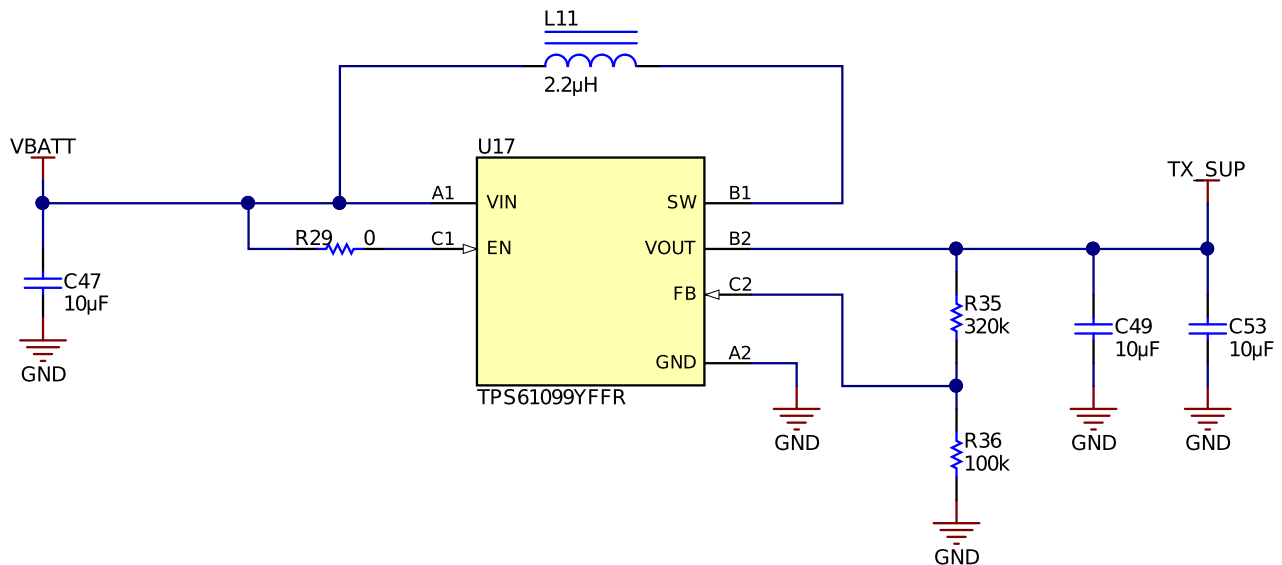 L11
2.2µH
VBATT
U17
TX_SUP
A1
VIN
SW
B1
R29 0
C1
EN
VOUT
B2
C47
10µF
FB
C2
R35
320k
C49
10µF
C53
10µF
GND
A2
GND
TPS61099YFFR
GND
GND
GND
R36
100k
GND